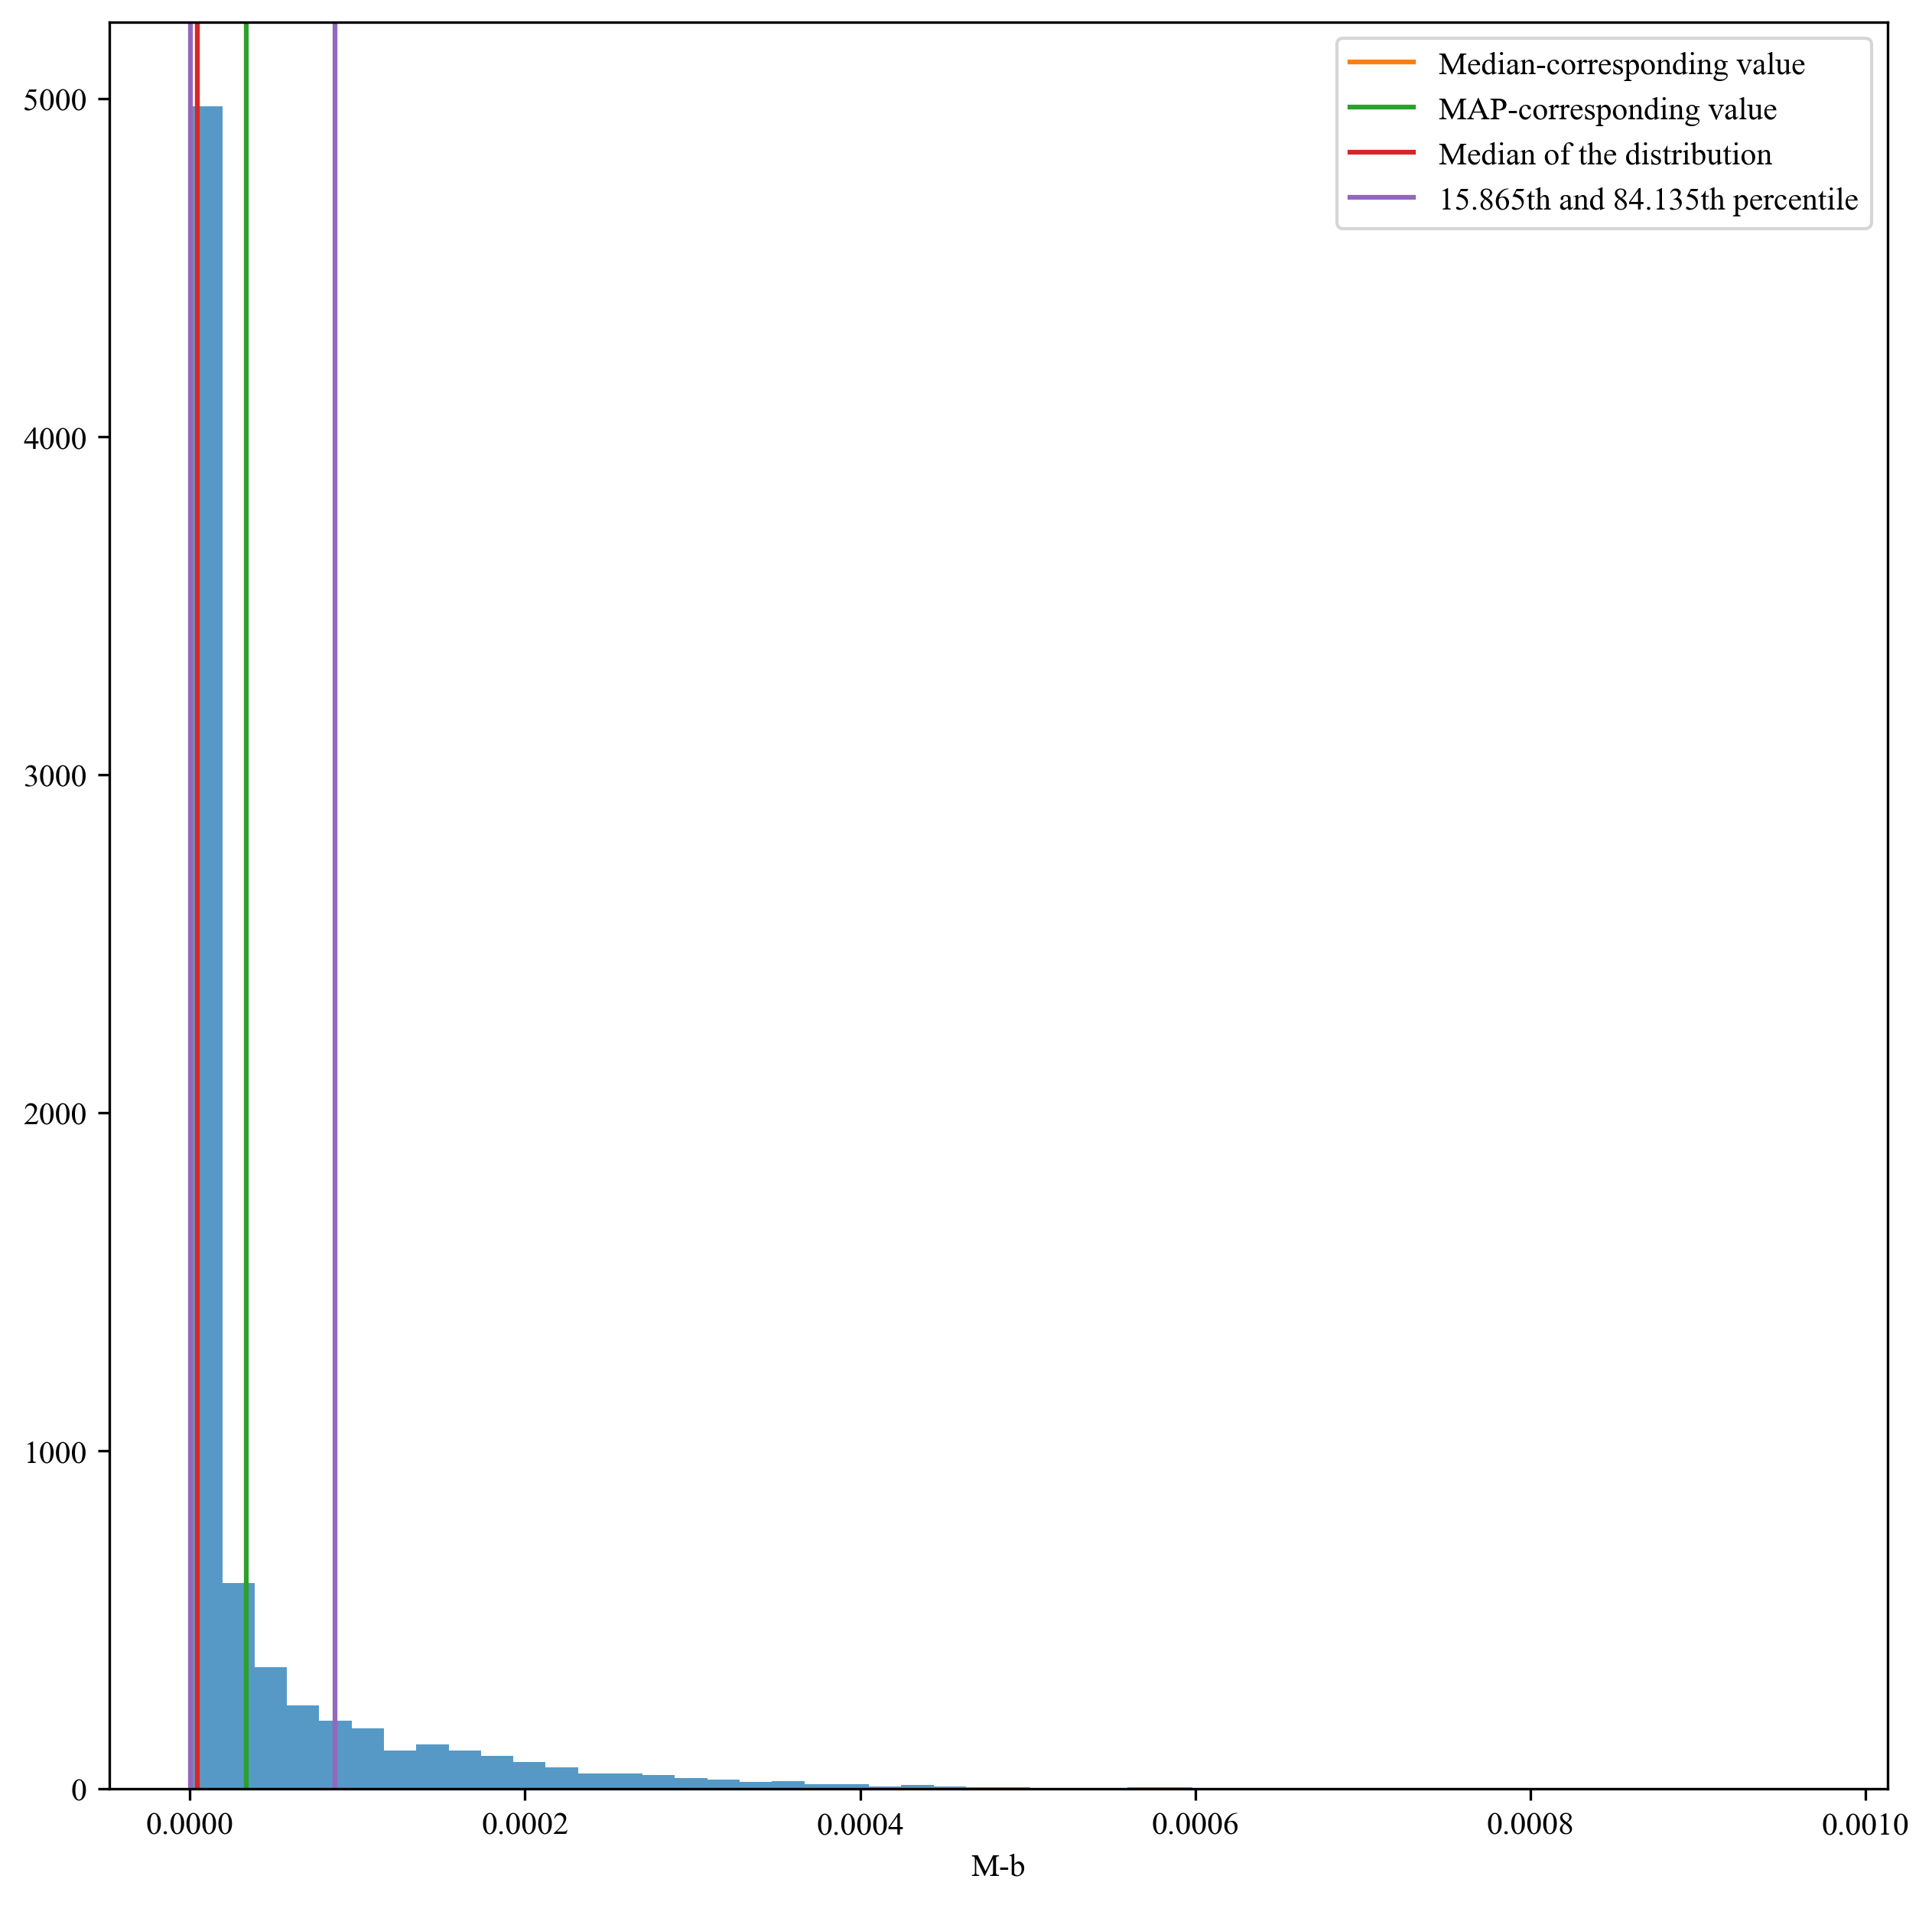 Median-corresponding value
MAP-corresponding value
Median of the distribution
15.865th and 84.135th percentile
5000
4000
3000
2000
1000
0
0.0000 0.0002 0.0004 0.0006 0.0008 0.0010
M-b